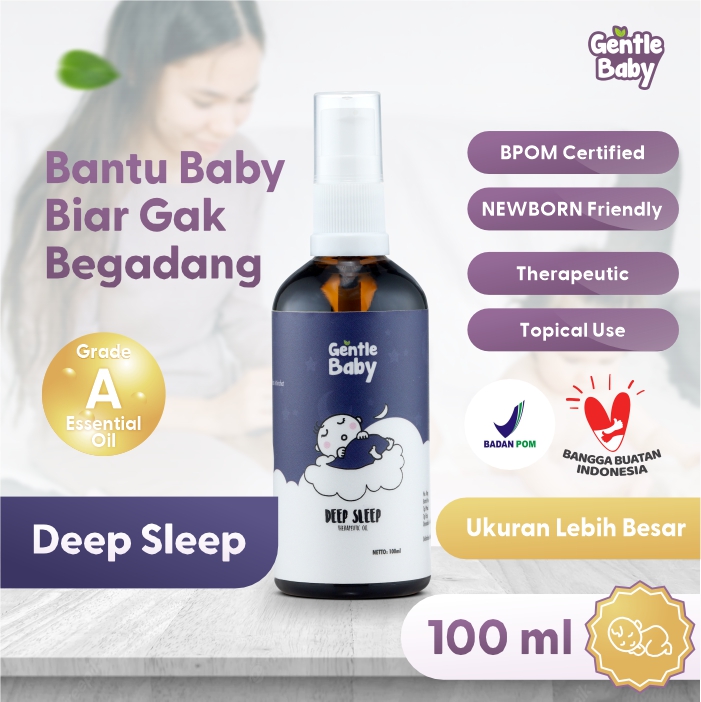 Gentle
Baby
Bantu Baby
Biar Gak
Begadang
BPOM Certified
NEWBORN Friendly
Therapeutic
Topical Use
Grade
A
Essential
Oil
Gentle
Baby
DEEP SLEEP
THERAPEUTIC OIL
NETTO: 100ml
BADAN POM
BANGGA BUATAN
INDONESIA
Deep Sleep
Ukuran Lebih Besar
100 ml